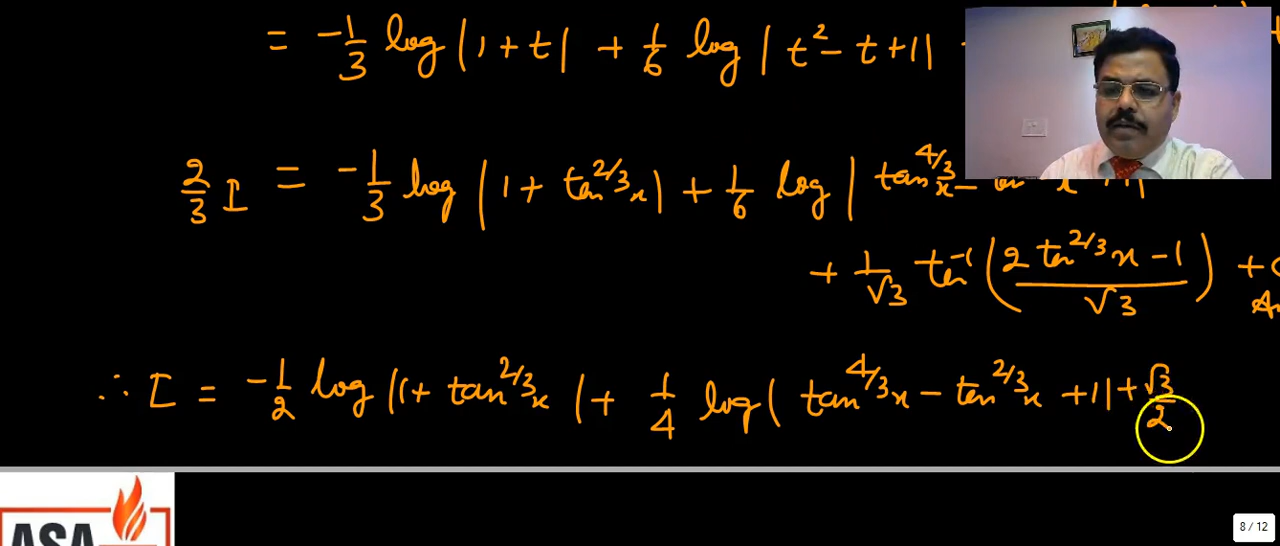 = -1/3 log |1 + t| + 1/6 log | t² - t + 1|
2/3 I = -1/3 log |1 + tan^2/3 x| + 1/6 log | tan^4/3 x -
+ 1/√3 tan⁻¹ (2 tan^2/3 x - 1 / √3) +
∴ I = -1/2 log |1 + tan^2/3 x | + 1/4 log ( tan^4/3 x - tan^2/3 x + 1| + √3/2
ASA
8 / 12